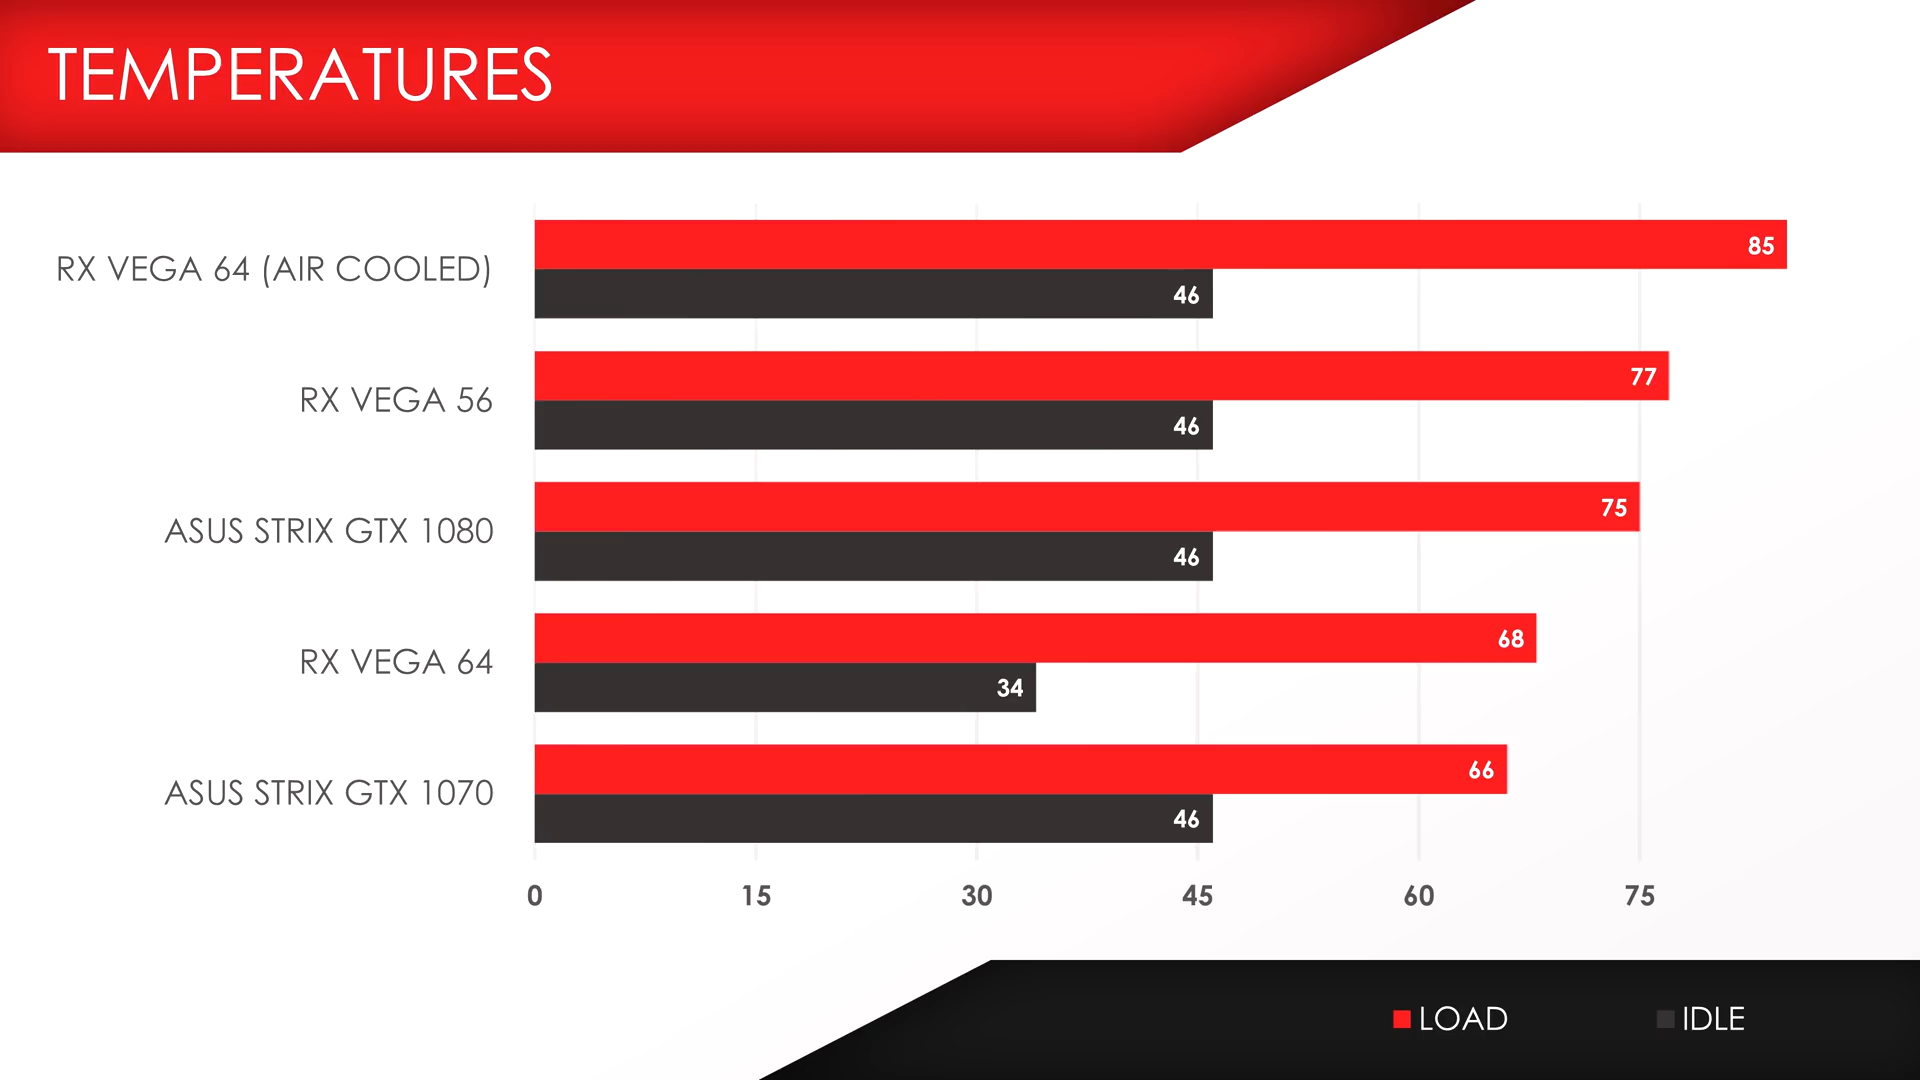 TEMPERATURES
RX VEGA 64 (AIR COOLED)
85
46
RX VEGA 56
77
46
ASUS STRIX GTX 1080
75
46
RX VEGA 64
68
34
ASUS STRIX GTX 1070
66
46
0 15 30 45 60 75
LOAD IDLE